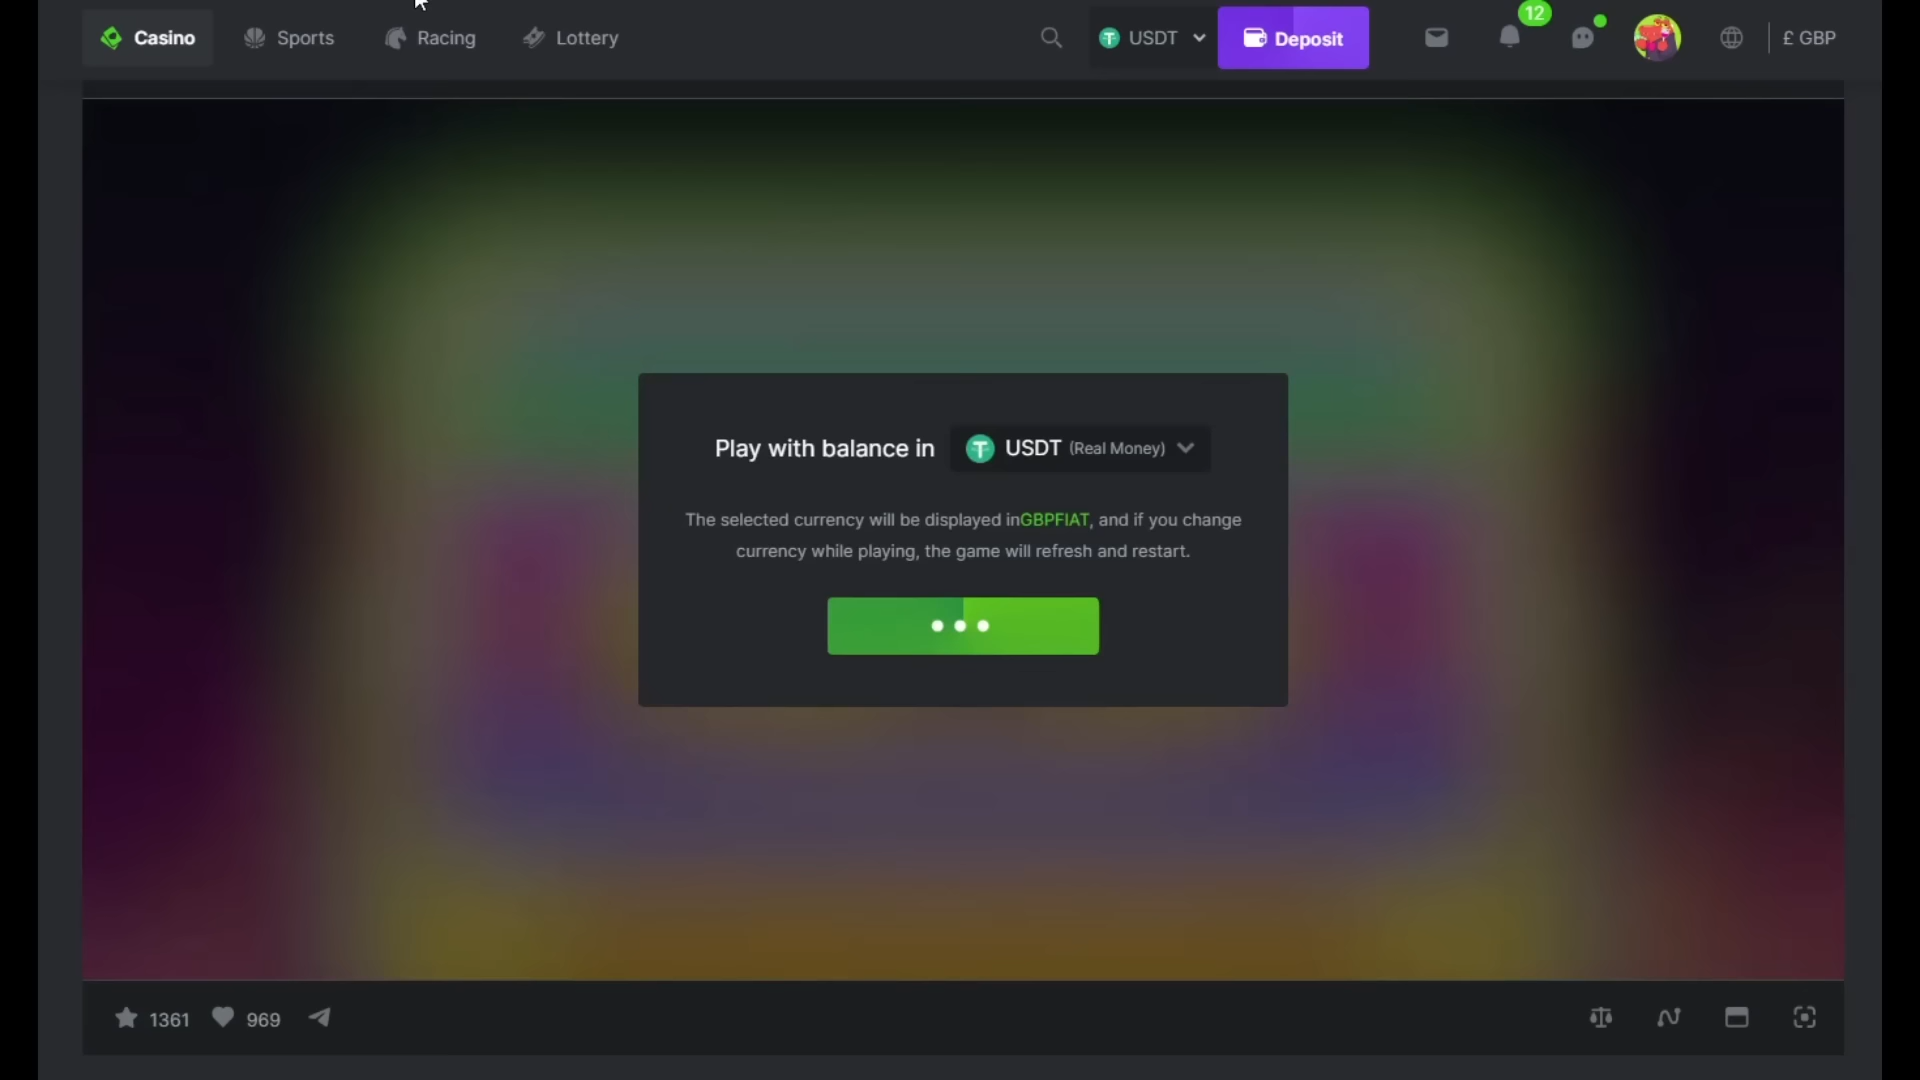 Casino
Sports
Racing
Lottery
USDT
Deposit
12
£ GBP
Play with balance in
USDT (Real Money)
The selected currency will be displayed inGBPFIAT, and if you change
currency while playing, the game will refresh and restart.
1361
969